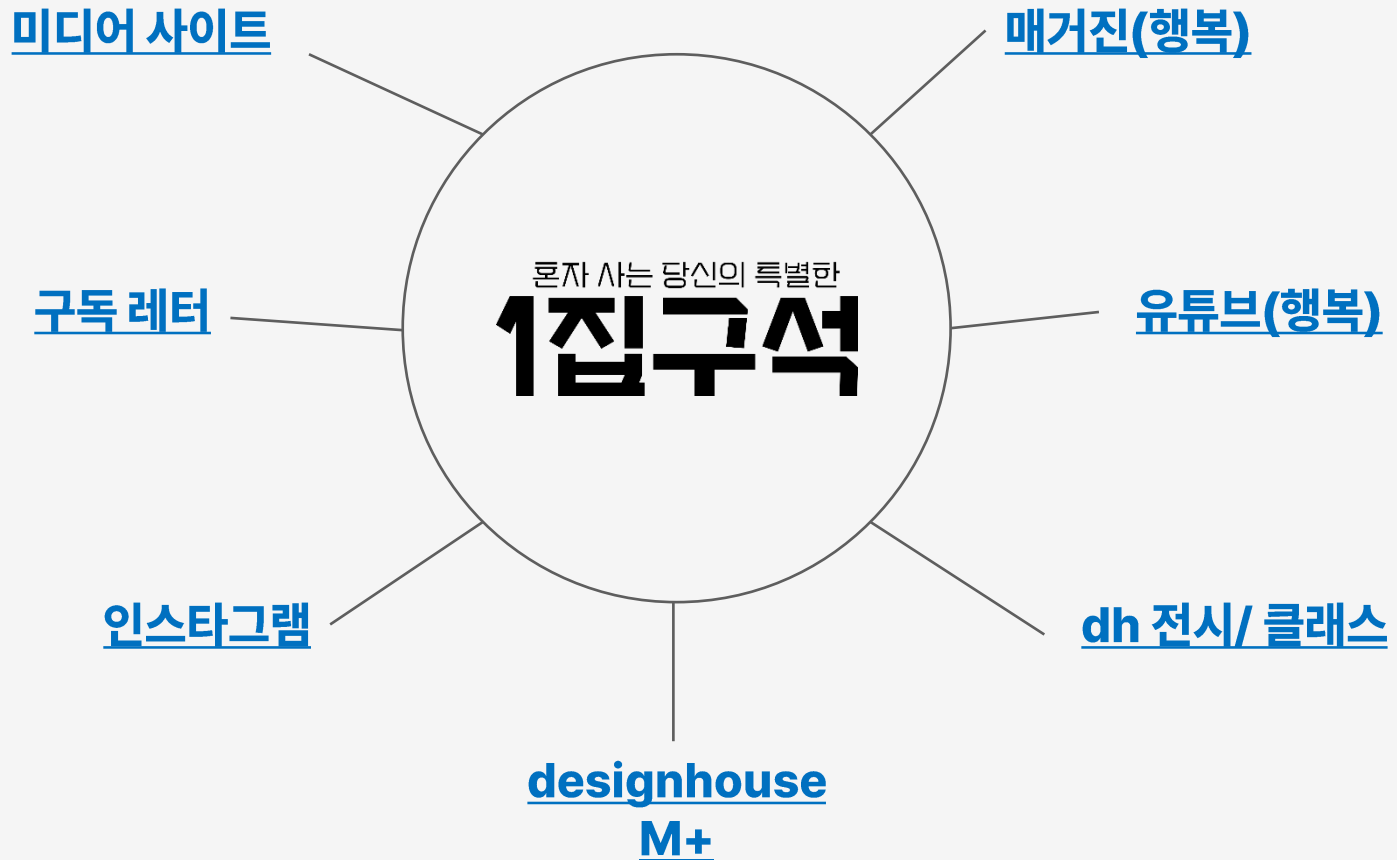 미디어 사이트
매거진(행복)
혼자 사는 당신의 특별한
1집구석
구독 레터
유튜브(행복)
인스타그램
dh 전시/ 클래스
designhouse
M+